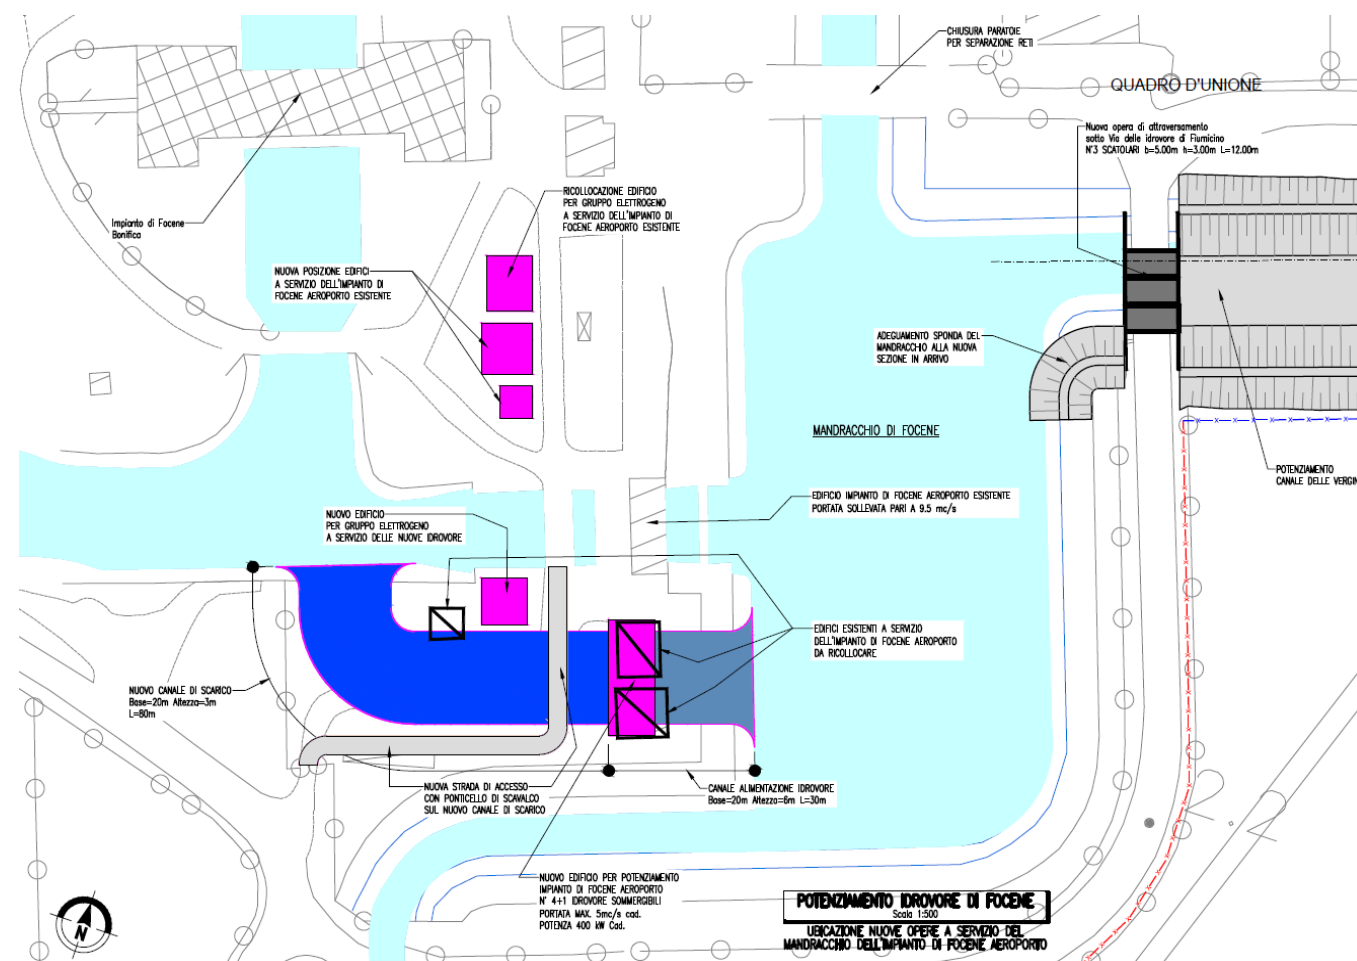 CHIUSURA PARATOIE
PER SEPARAZIONE RETI
QUADRO D'UNIONE
Nuova opera di attraversamento
sotto Via delle idrovore di Fiumicino
N°3 SCATOLARI b=5.00m h=3.00m L=12.00m
RICOLLOCAZIONE EDIFICIO
PER GRUPPO ELETTROGENO
A SERVIZIO DELL'IMPIANTO DI
FOCENE AEROPORTO ESISTENTE
Impianto di Focene
Bonifica
NUOVA POSIZIONE EDIFICI
A SERVIZIO DELL'IMPIANTO DI
FOCENE AEROPORTO ESISTENTE
ADEGUAMENTO SPONDA DEL
MANDRACCHIO ALLA NUOVA
SEZIONE IN ARRIVO
MANDRACCHIO DI FOCENE
POTENZIAMENTO
CANALE DELLE VERGIN
EDIFICIO IMPIANTO DI FOCENE AEROPORTO ESISTENTE
PORTATA SOLLEVATA PARI A 9.5 mc/s
NUOVO EDIFICIO
PER GRUPPO ELETTROGENO
A SERVIZIO DELLE NUOVE IDROVORE
EDIFICI ESISTENTI A SERVIZIO
DELL'IMPIANTO DI FOCENE AEROPORTO
DA RICOLLOCARE
NUOVO CANALE DI SCARICO
Base=20m Altezza=3m
L=80m
NUOVA STRADA DI ACCESSO
CON PONTICELLO DI SCAVALCO
SUL NUOVO CANALE DI SCARICO
CANALE ALIMENTAZIONE IDROVORE
Base=20m Altezza=6m L=30m
NUOVO EDIFICIO PER POTENZIAMENTO
IMPIANTO DI FOCENE AEROPORTO
N° 4+1 IDROVORE SOMMERGIBILI
PORTATA MAX. 5mc/s cad.
POTENZA 400 kW Cad.
POTENZIAMENTO IDROVORE DI FOCENE
Scala 1:500
UBICAZIONE NUOVE OPERE A SERVIZIO DEL
MANDRACCHIO DELL'IMPIANTO DI FOCENE AEROPORTO
N